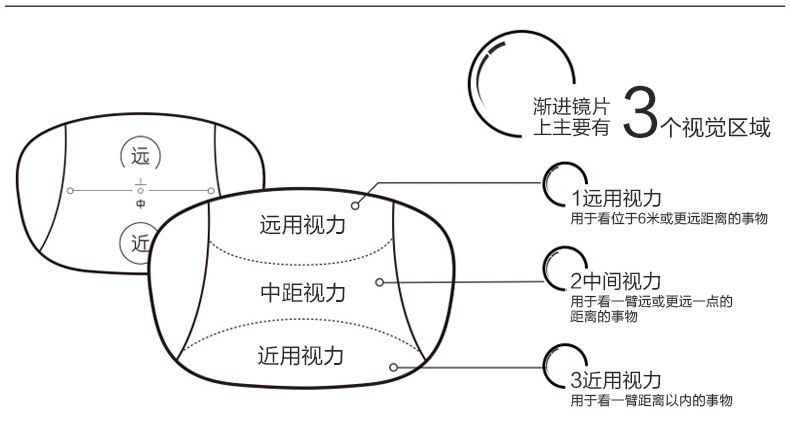 渐进镜片
上主要有 3个视觉区域
远
中
近
远用视力
中距视力
近用视力
1远用视力
用于看位于6米或更远距离的事物
2中间视力
用于看一臂远或更远一点的
距离的事物
3近用视力
用于看一臂距离以内的事物